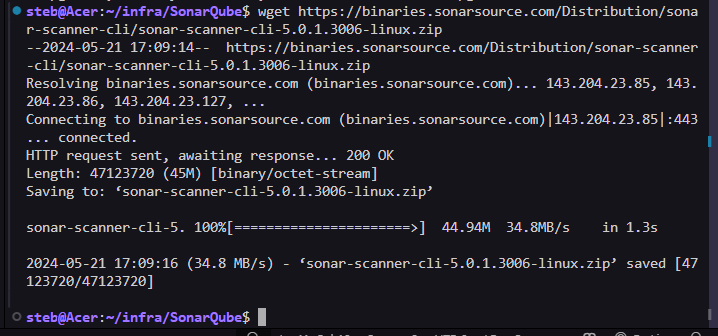 steb@Acer:~/infra/SonarQube$ wget https://binaries.sonarsource.com/Distribution/sona
r-scanner-cli/sonar-scanner-cli-5.0.1.3006-linux.zip
--2024-05-21 17:09:14--  https://binaries.sonarsource.com/Distribution/sonar-scanner
-cli/sonar-scanner-cli-5.0.1.3006-linux.zip
Resolving binaries.sonarsource.com (binaries.sonarsource.com)... 143.204.23.85, 143.
204.23.86, 143.204.23.127, ...
Connecting to binaries.sonarsource.com (binaries.sonarsource.com)|143.204.23.85|:443
... connected.
HTTP request sent, awaiting response... 200 OK
Length: 47123720 (45M) [binary/octet-stream]
Saving to: ‘sonar-scanner-cli-5.0.1.3006-linux.zip’
sonar-scanner-cli-5. 100%[======================>]  44.94M  34.8MB/s    in 1.3s
2024-05-21 17:09:16 (34.8 MB/s) - ‘sonar-scanner-cli-5.0.1.3006-linux.zip’ saved [47
123720/47123720]
steb@Acer:~/infra/SonarQube$